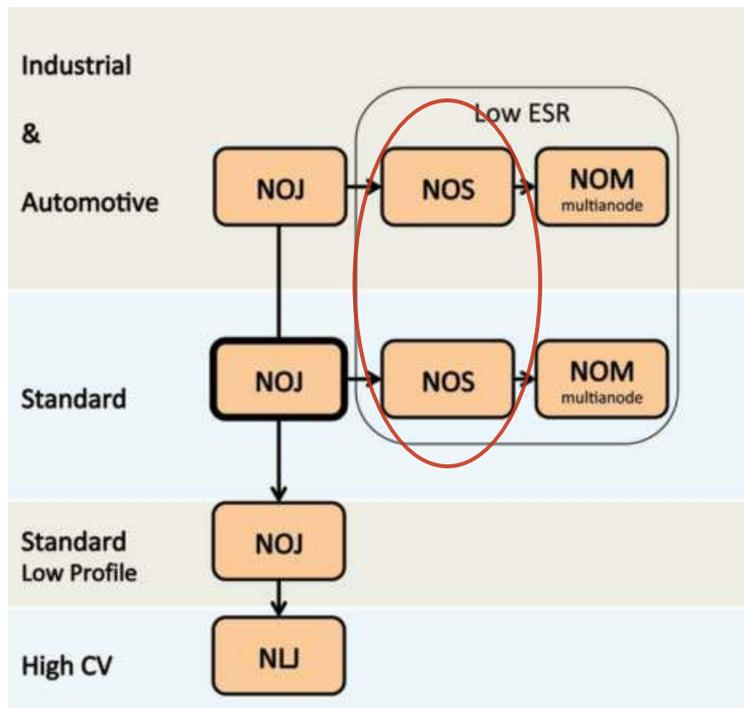 Industrial
&
Automotive
Low ESR
NOJ
NOS
NOM
multianode
Standard
NOJ
NOS
NOM
multianode
Standard
Low Profile
NOJ
High CV
NLJ